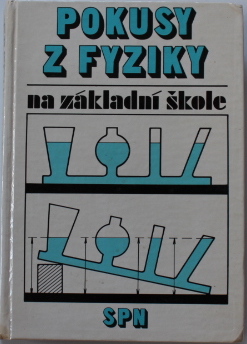 POKUSY
Z FYZIKY
na základní škole
SPN